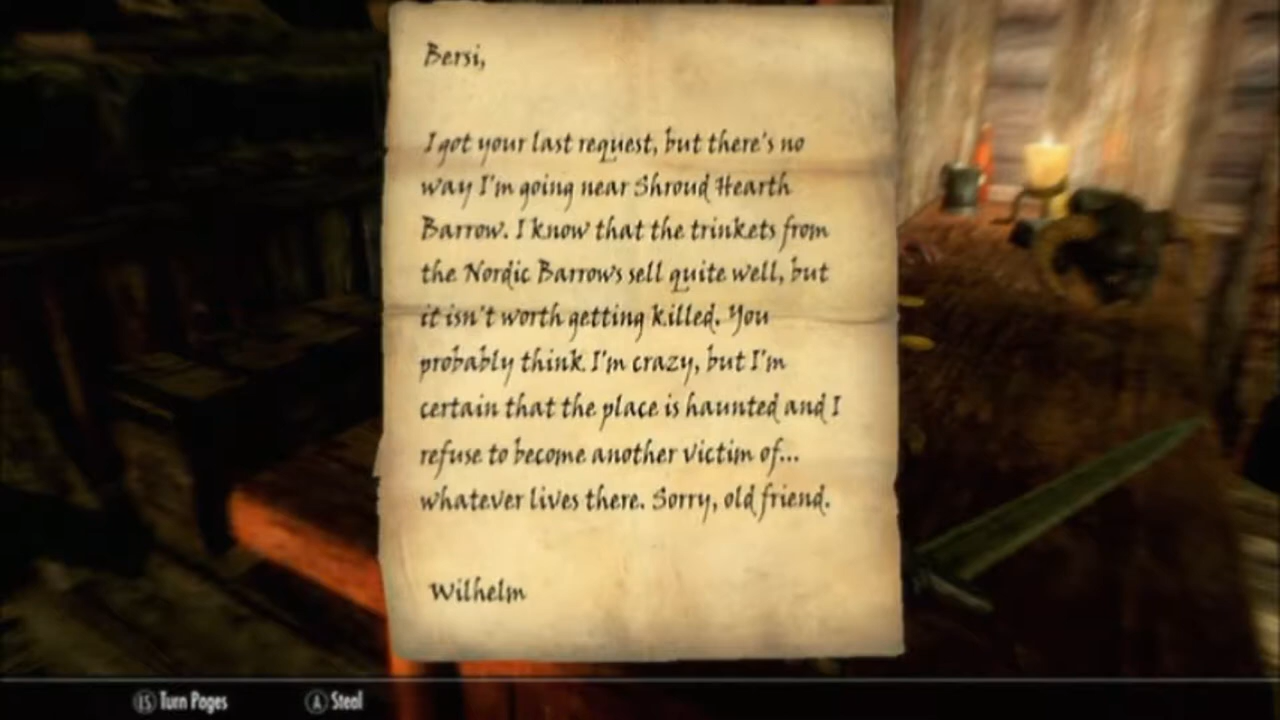 Bersi,
I got your last request, but there's no
way I'm going near Shroud Hearth
Barrow. I know that the trinkets from
the Nordic Barrows sell quite well, but
it isn't worth getting killed. You
probably think I'm crazy, but I'm
certain that the place is haunted and I
refuse to become another victim of...
whatever lives there. Sorry, old friend.
Wilhelm
LS Turn Pages A Steal